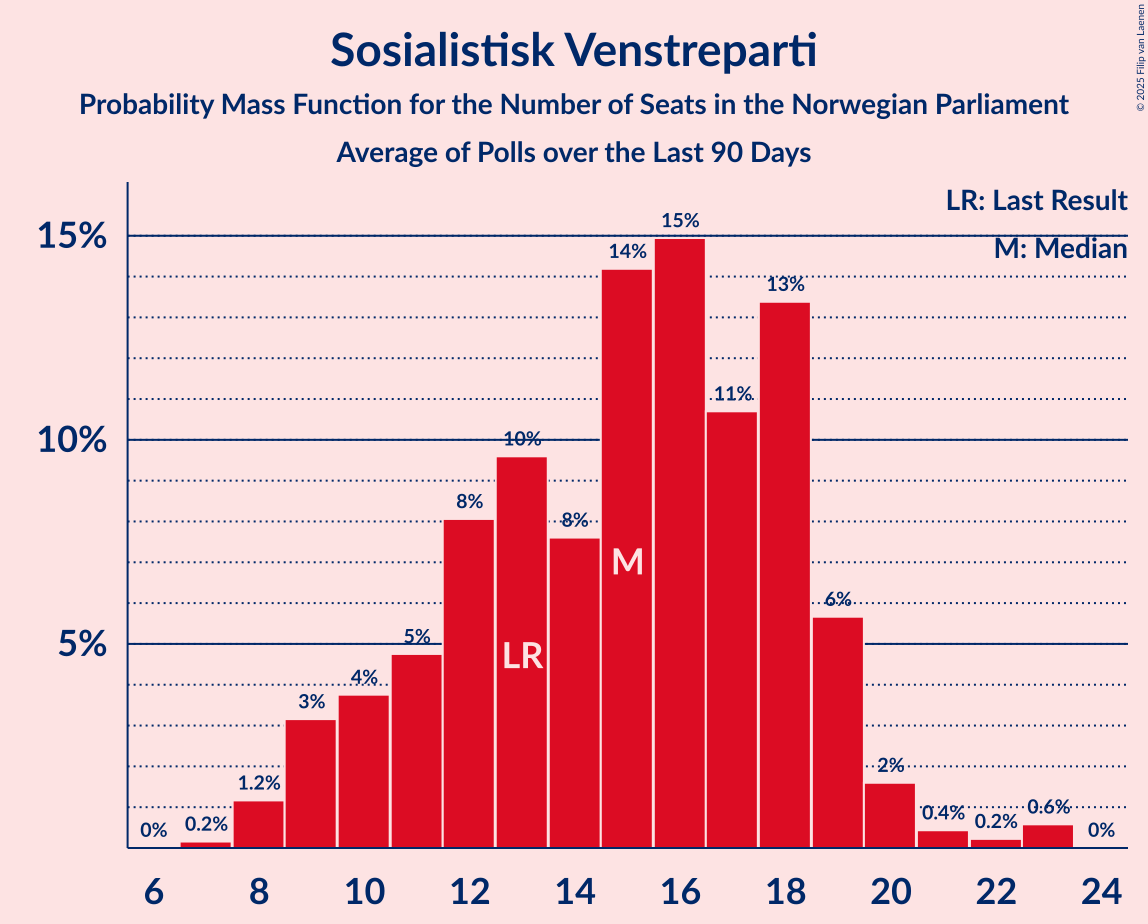 Sosialistisk Venstreparti
Probability Mass Function for the Number of Seats in the Norwegian Parliament
Average of Polls over the Last 90 Days
© 2025 Filip van Laenen
LR: Last Result
M: Median
15%
10%
5%
0%
0.2%
1.2%
3%
4%
5%
8%
10%
8%
14%
15%
11%
13%
6%
2%
0.4%
0.2%
0.6%
0%
M
LR
6 8 10 12 14 16 18 20 22 24